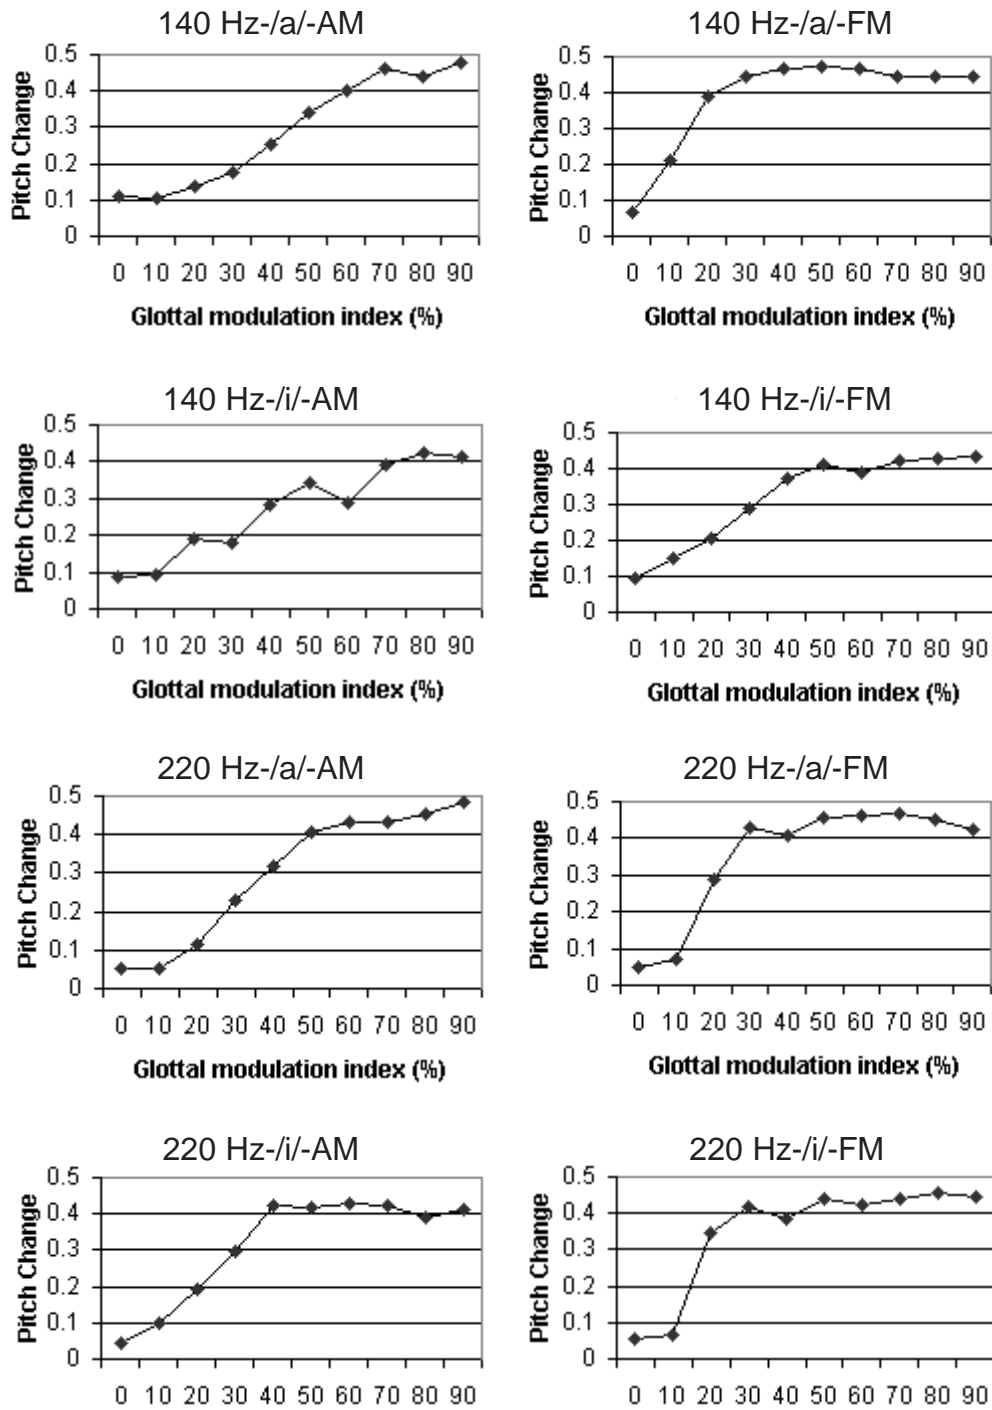 140 Hz-/a/-AM
Pitch Change
0.5
0.4
0.3
0.2
0.1
0
0 10 20 30 40 50 60 70 80 90
Glottal modulation index (%)
140 Hz-/a/-FM
Pitch Change
0.5
0.4
0.3
0.2
0.1
0
0 10 20 30 40 50 60 70 80 90
Glottal modulation index (%)
140 Hz-/i/-AM
Pitch Change
0.5
0.4
0.3
0.2
0.1
0
0 10 20 30 40 50 60 70 80 90
Glottal modulation index (%)
140 Hz-/i/-FM
Pitch Change
0.5
0.4
0.3
0.2
0.1
0
0 10 20 30 40 50 60 70 80 90
Glottal modulation index (%)
220 Hz-/a/-AM
Pitch Change
0.5
0.4
0.3
0.2
0.1
0
0 10 20 30 40 50 60 70 80 90
Glottal modulation index (%)
220 Hz-/a/-FM
Pitch Change
0.5
0.4
0.3
0.2
0.1
0
0 10 20 30 40 50 60 70 80 90
Glottal modulation index (%)
220 Hz-/i/-AM
Pitch Change
0.5
0.4
0.3
0.2
0.1
0
0 10 20 30 40 50 60 70 80 90
220 Hz-/i/-FM
Pitch Change
0.5
0.4
0.3
0.2
0.1
0
0 10 20 30 40 50 60 70 80 90